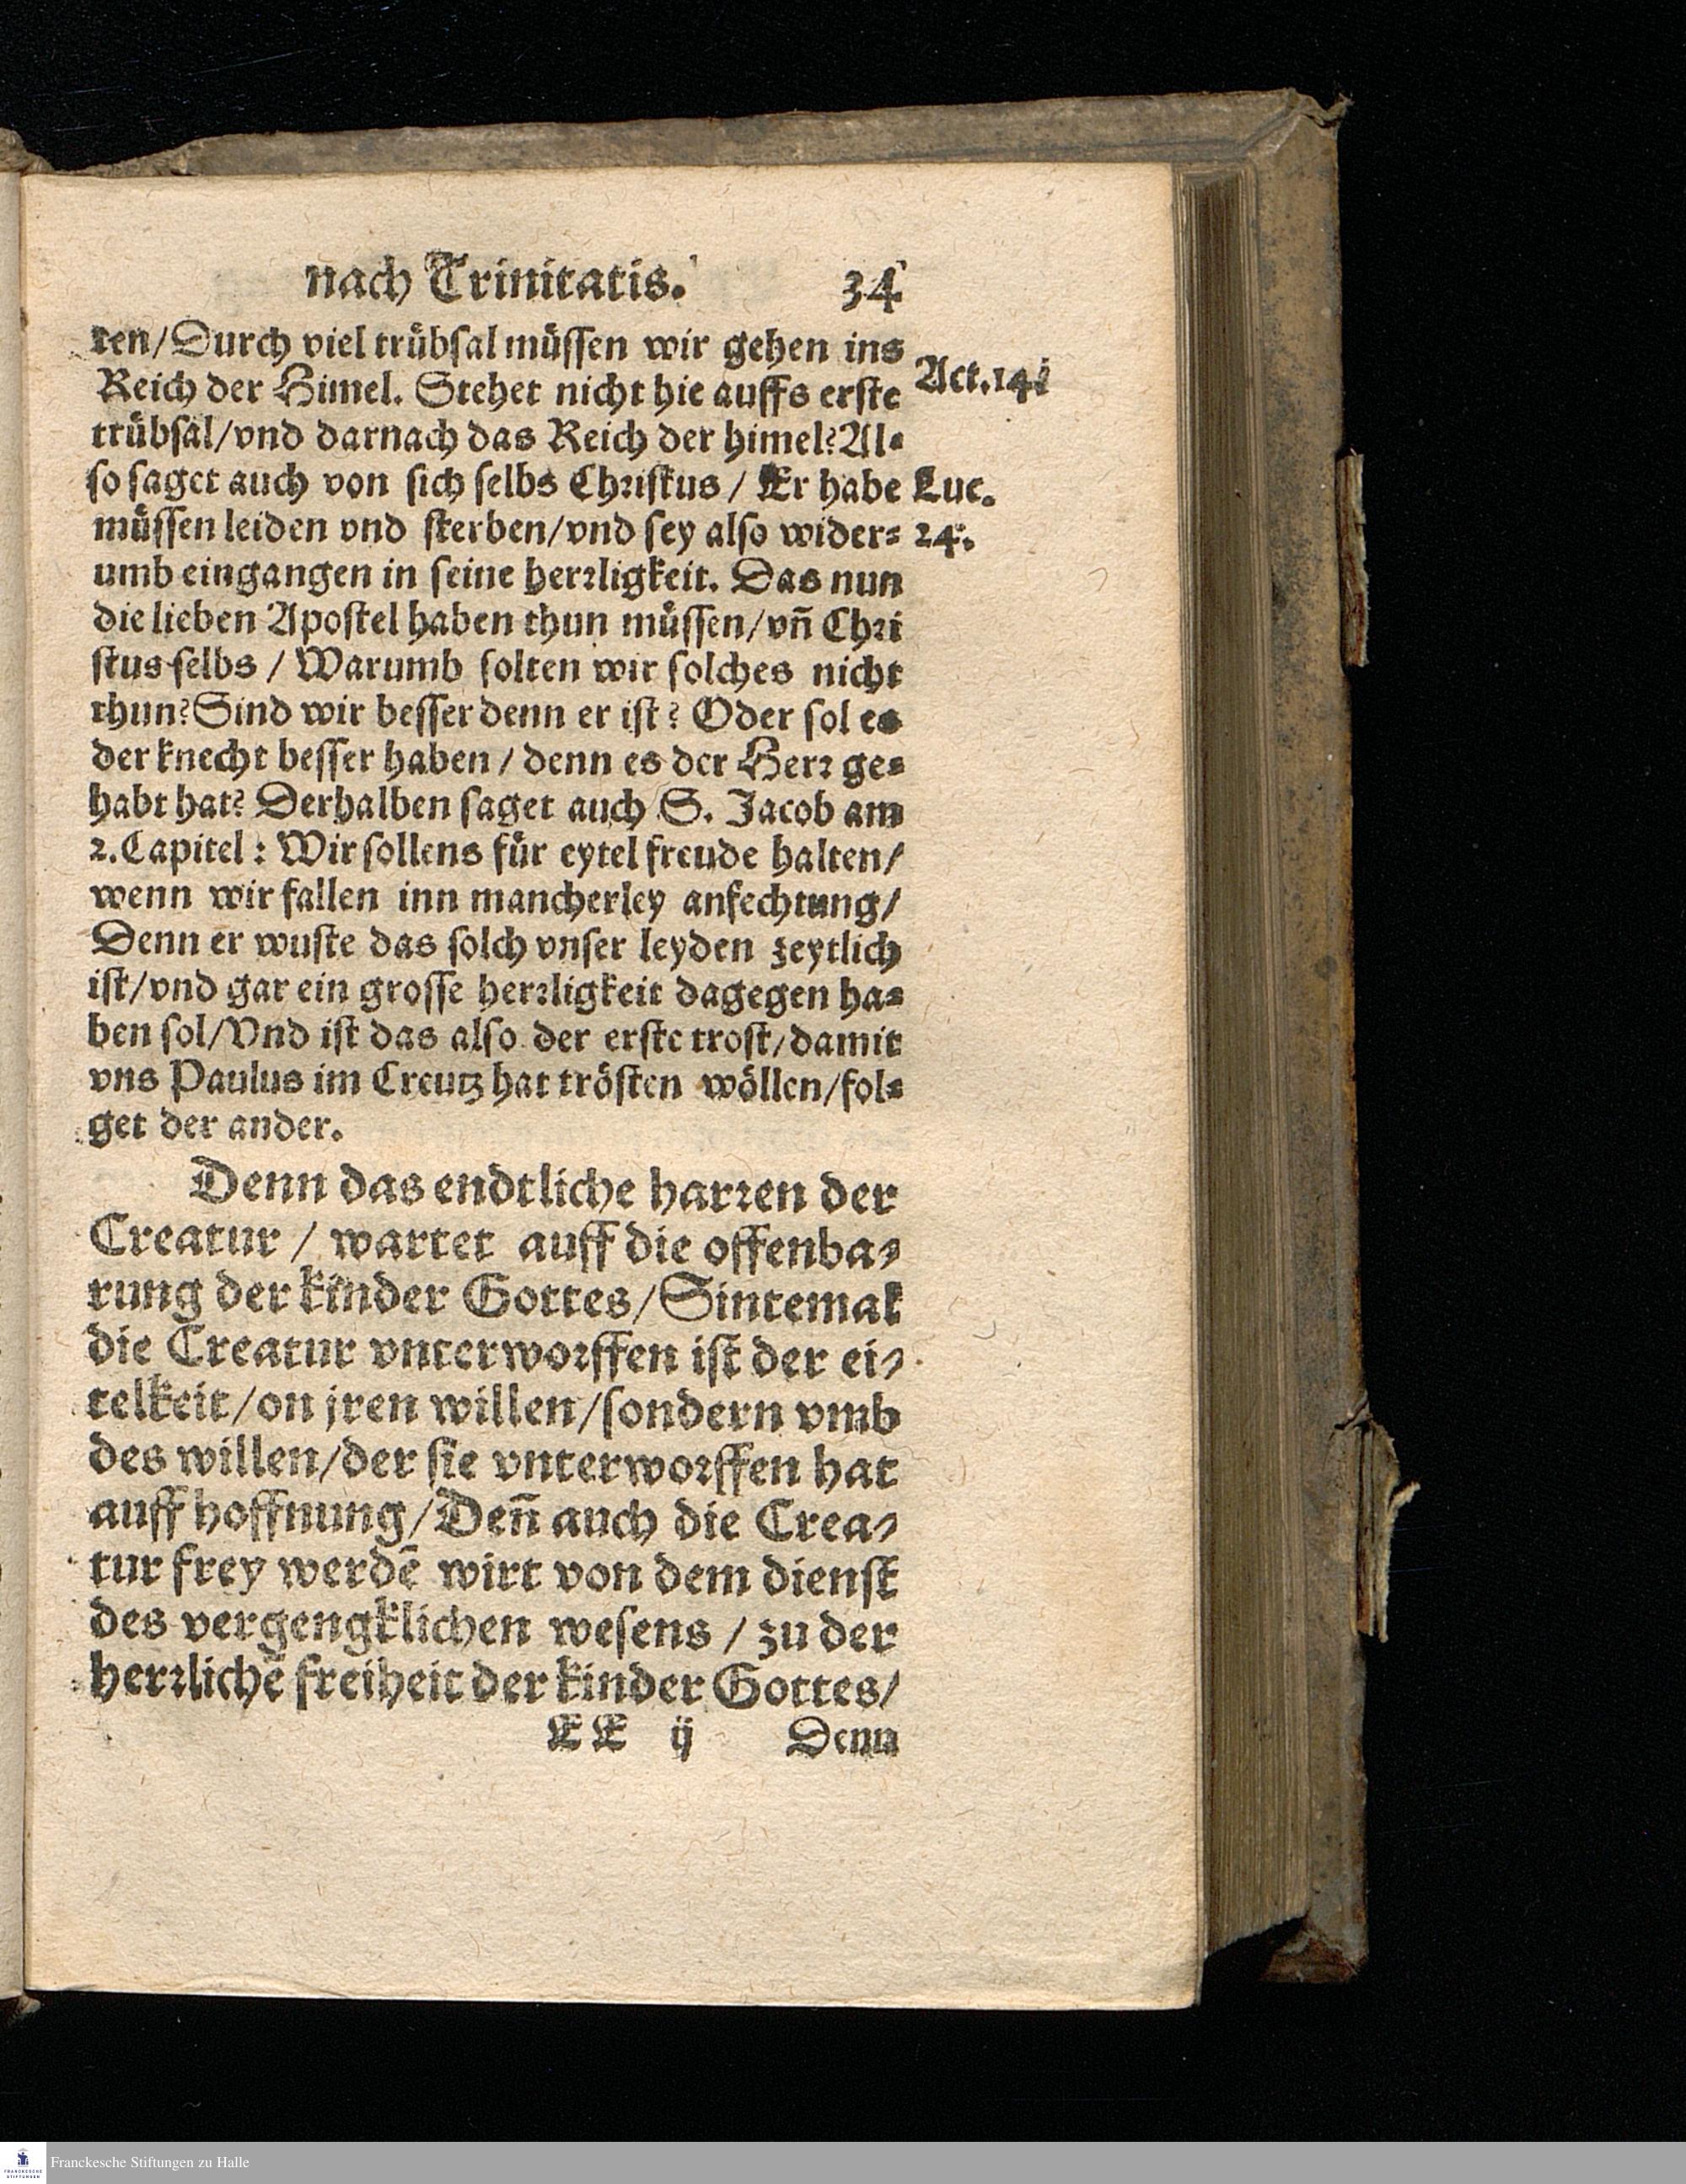 nach Trinitatis. 34
ten/Durch viel trübsal müssen wir gehen ins
Reich der Himel. Stehet nicht hie auffs erste
Act.14.
trübsal/vnd darnach das Reich der himel? Al-
so saget auch von sich selbs Christus / Er habe
Luc.
müssen leiden vnd sterben/vnd sey also wider-
24.
umb eingangen in seine herrligkeit. Das nun
die lieben Apostel haben thun müssen/vñ Chri
stus selbs / Warumb solten wir solches nicht
thun? Sind wir besser denn er ist? Oder sol es
der knecht besser haben / denn es der Herr ge-
habt hat? Derhalben saget auch S. Jacob am
2. Capitel: Wir sollens für eytel freude halten/
wenn wir fallen inn mancherley anfechtung/
Denn er wuste das solch vnser leyden zeytlich
ist/vnd gar ein grosse herrligkeit dagegen ha-
ben sol/Vnd ist das also der erste trost/damit
vns Paulus im Creutz hat trösten wöllen/fol-
get der ander.
Denn das endtliche harren der
Creatur / wartet auff die offenba-
rung der kinder Gottes/Sintemal
die Creatur vnterworffen ist der ei-
telkeit/on jren willen/sondern vmb
des willen/der sie vnterworffen hat
auff hoffnung/Deñ auch die Crea-
tur frey werdē wirt von dem dienst
des vergengklichen wesens / zu der
herrlichē freiheit der kinder Gottes/
EE ij Denn
Franckesche Stiftungen zu Halle
FRANCKESCHE
STIFTUNGEN